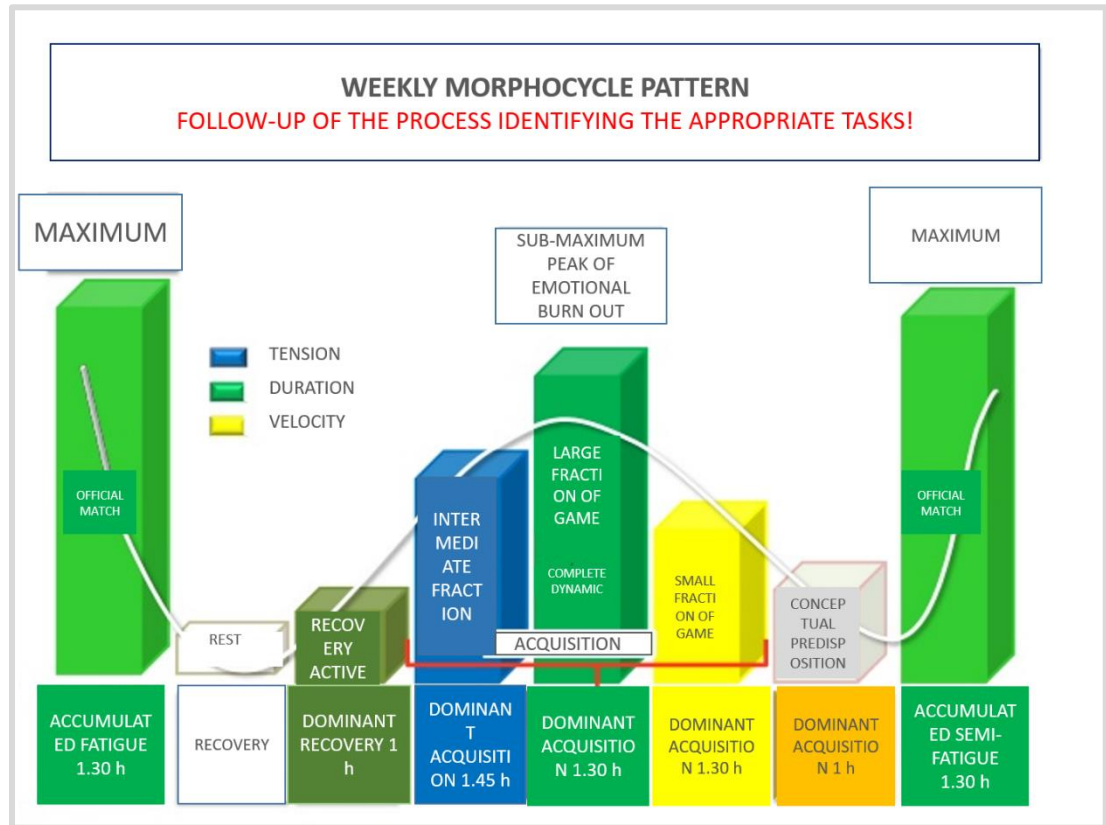 WEEKLY MORPHOCYCLE PATTERN
FOLLOW-UP OF THE PROCESS IDENTIFYING THE APPROPRIATE TASKS!
MAXIMUM
SUB-MAXIMUM
PEAK OF
EMOTIONAL
BURN OUT
MAXIMUM
TENSION
DURATION
VELOCITY
OFFICIAL
MATCH
REST
RECOV
ERY
ACTIVE
INTER
MEDI
ATE
FRACT
ION
LARGE
FRACTI
ON OF
GAME
COMPLETE
DYNAMIC
SMALL
FRACTI
ON OF
GAME
CONCEP
TUAL
PREDISP
OSITION
OFFICIAL
MATCH
ACQUISITION
ACCUMULAT
ED FATIGUE
1.30 h
RECOVERY
DOMINANT
RECOVERY 1
h
DOMINAN
T
ACQUISITI
ON 1.45 h
DOMINANT
ACQUISITIO
N 1.30 h
DOMINANT
ACQUISITIO
N 1.30 h
DOMINANT
ACQUISITIO
N 1 h
ACCUMULAT
ED SEMI-
FATIGUE
1.30 h